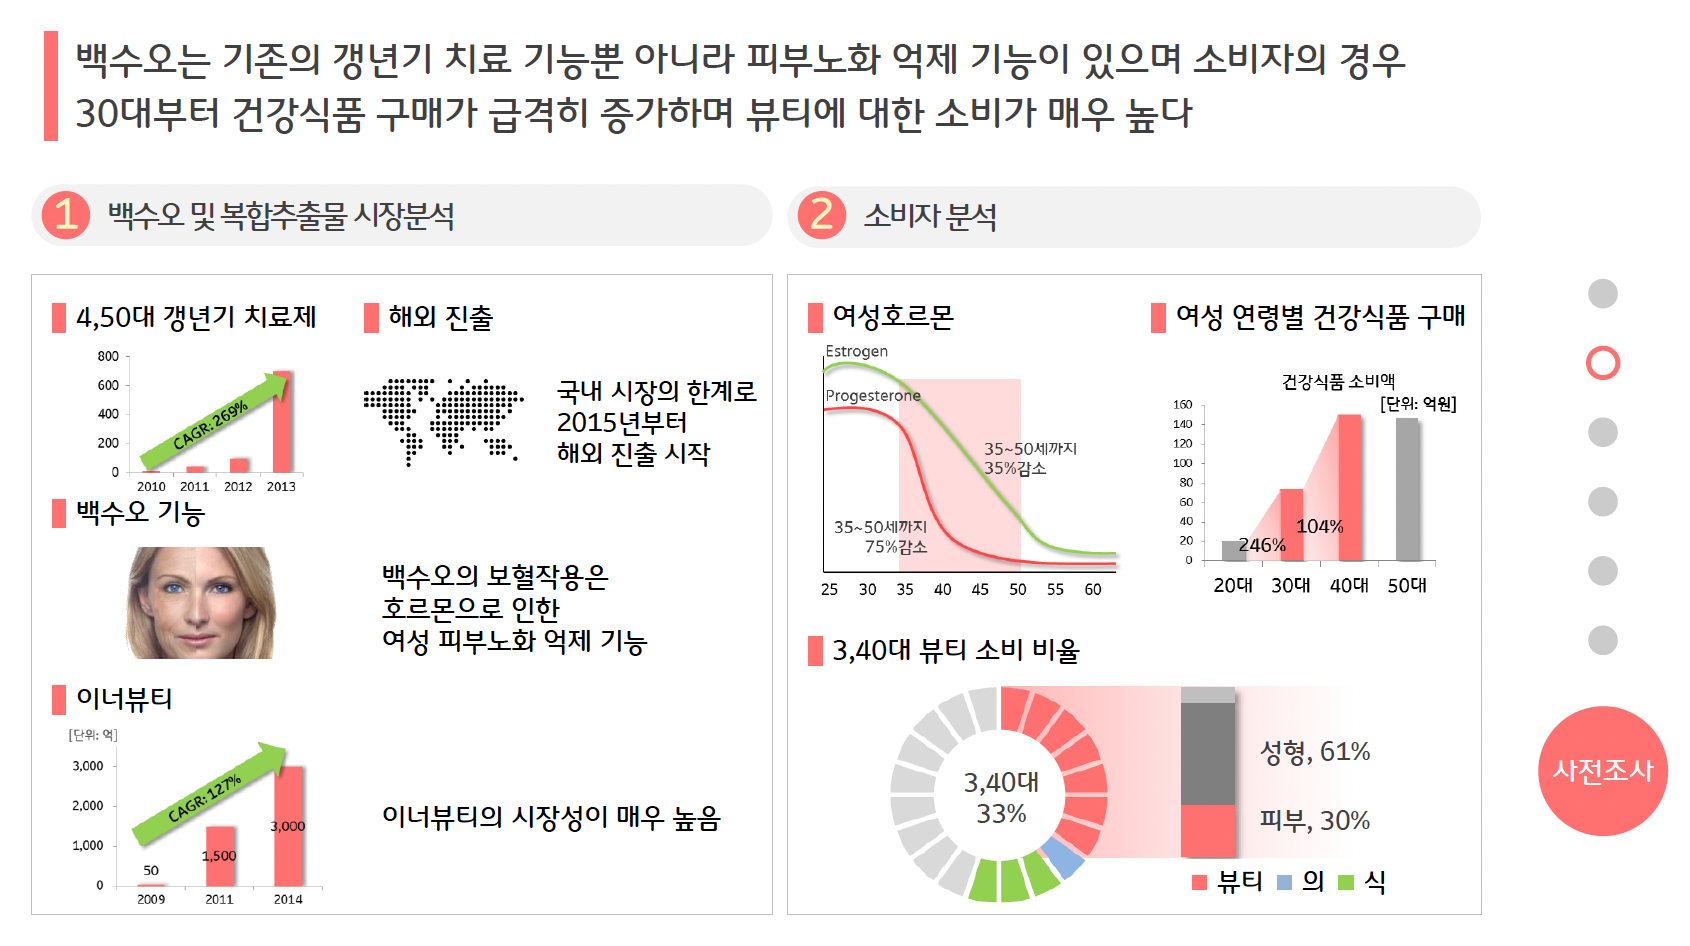 백수오는 기존의 갱년기 치료 기능뿐 아니라 피부노화 억제 기능이 있으며 소비자의 경우
30대부터 건강식품 구매가 급격히 증가하며 뷰티에 대한 소비가 매우 높다
1 백수오 및 복합추출물 시장분석
4,50대 갱년기 치료제
800
600
400
200
0
CAGR: 269%
2010 2011 2012 2013
해외 진출
국내 시장의 한계로
2015년부터
해외 진출 시작
백수오 기능
백수오의 보혈작용은
호르몬으로 인한
여성 피부노화 억제 기능
이너뷰티
[단위: 억]
3,000
2,000
1,000
0
CAGR: 127%
50
1,500
3,000
2009 2011 2014
이너뷰티의 시장성이 매우 높음
2 소비자 분석
여성호르몬
Estrogen
Progesterone
35~50세까지
35%감소
35~50세까지
75%감소
25 30 35 40 45 50 55 60
여성 연령별 건강식품 구매
건강식품 소비액
[단위: 억원]
160
140
120
100
80
60
40
20
0
246%
104%
20대 30대 40대 50대
3,40대 뷰티 소비 비율
3,40대
33%
성형, 61%
피부, 30%
뷰티 의 식
사전조사